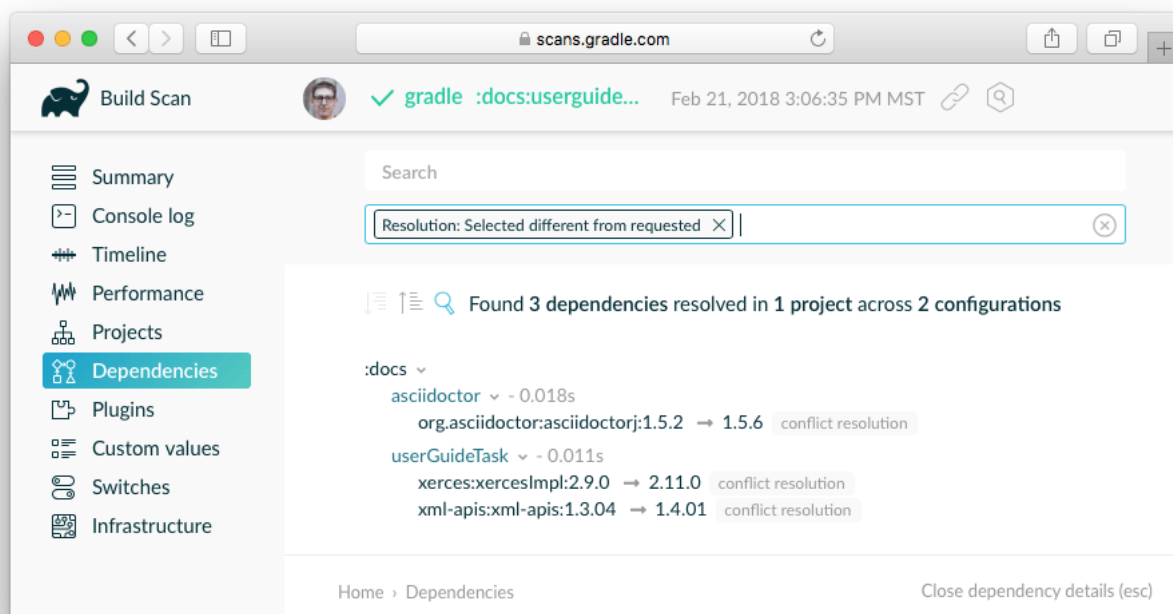 scans.gradle.com
Build Scan
gradle :docs:userguide... Feb 21, 2018 3:06:35 PM MST
Summary
Console log
Timeline
Performance
Projects
Dependencies
Plugins
Custom values
Switches
Infrastructure
Search
Resolution: Selected different from requested
Found 3 dependencies resolved in 1 project across 2 configurations
:docs
asciidoctor - 0.018s
org.asciidoctor:asciidoctorj:1.5.2 → 1.5.6 conflict resolution
userGuideTask - 0.011s
xerces:xercesImpl:2.9.0 → 2.11.0 conflict resolution
xml-apis:xml-apis:1.3.04 → 1.4.01 conflict resolution
Home › Dependencies
Close dependency details (esc)